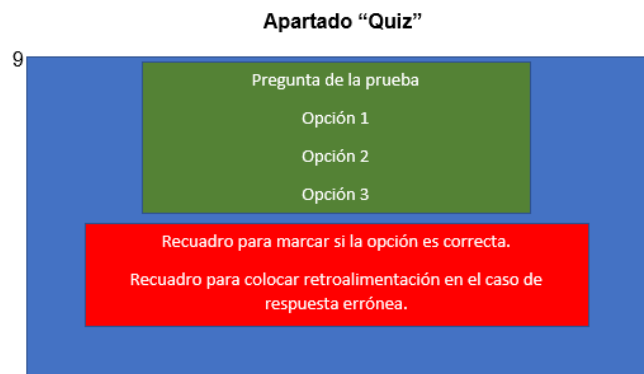 Apartado “Quiz”
9
Pregunta de la prueba
Opción 1
Opción 2
Opción 3
Recuadro para marcar si la opción es correcta.
Recuadro para colocar retroalimentación en el caso de
respuesta errónea.